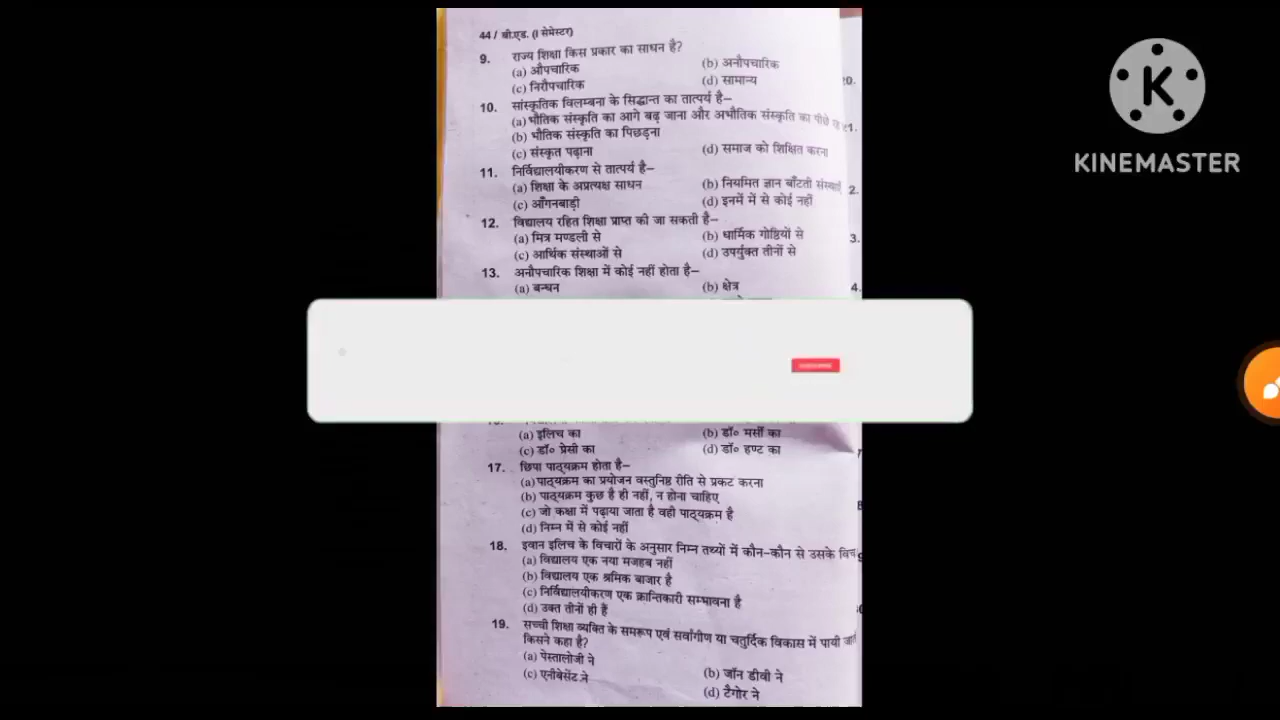 44 / बी.एड. (I सेमेस्टर)
9. राज्य शिक्षा किस प्रकार का साधन है?
(a) औपचारिक (b) अनौपचारिक
(c) निरौपचारिक (d) सामान्य
10. सांस्कृतिक विलम्बना के सिद्धान्त का तात्पर्य है–
(a) भौतिक संस्कृति का आगे बढ़ जाना और अभौतिक संस्कृति का पीछे
(b) भौतिक संस्कृति का पिछड़ना
(c) संस्कृत पढ़ाना (d) समाज को शिक्षित करना
11. निर्विद्यालयीकरण से तात्पर्य है–
(a) शिक्षा के अप्रत्यक्ष साधन (b) नियमित ज्ञान बाँटती संस्थाएँ
(c) आँगनबाड़ी (d) इनमें में से कोई नहीं
12. विद्यालय रहित शिक्षा प्राप्त की जा सकती है–
(a) मित्र मण्डली से (b) धार्मिक गोष्ठियों से
(c) आर्थिक संस्थाओं से (d) उपर्युक्त तीनों से
13. अनौपचारिक शिक्षा में कोई नहीं होता है–
(a) बन्धन (b) क्षेत्र
(a) इलिच का (b) डॉ० मर्सी का
(c) डॉ० प्रेसी का (d) डॉ० हण्ट का
17. छिपा पाठ्यक्रम होता है–
(a) पाठ्यक्रम का प्रयोजन वस्तुनिष्ठ रीति से प्रकट करना
(b) पाठ्यक्रम कुछ है ही नहीं, न होना चाहिए
(c) जो कक्षा में पढ़ाया जाता है वही पाठ्यक्रम है
(d) निम्न में से कोई नहीं
18. इवान इलिच के विचारों के अनुसार निम्न तथ्यों में कौन-कौन से उसके
(a) विद्यालय एक नया मजहब नहीं
(b) विद्यालय एक श्रमिक बाजार है
(c) निर्विद्यालयीकरण एक क्रान्तिकारी सम्भावना है
(d) उक्त तीनों ही हैं
19. सच्ची शिक्षा व्यक्ति के समरूप एवं सर्वांगीण या चतुर्दिक विकास में पायी
किसने कहा है?
(a) पेस्तालोजी ने (b) जॉन डीवी ने
(c) एनीबेसेंट ने (d) टैगोर ने
20.
21.
2.
3.
4.
K
KINEMASTER